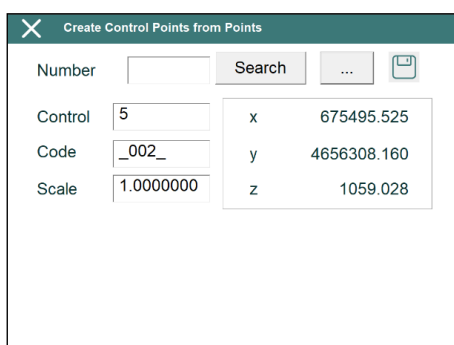 Create Control Points from Points
Number Search ...
Control 5 x 675495.525
Code _002_ y 4656308.160
Scale 1.0000000 z 1059.028